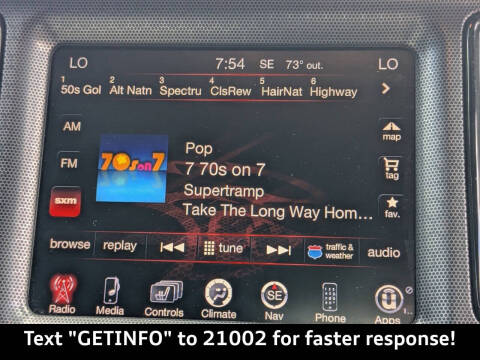 LO 7:54 SE 73° out. LO
1 2 3 4 5 6
50s Gol Alt Natn Spectru ClsRew HairNat Highway
AM
FM
sxm
70s on 7
Pop
7 70s on 7
Supertramp
Take The Long Way Hom...
map
tag
fav.
browse replay tune traffic & weather audio
SE
Radio Media Controls Climate Nav Phone Apps
Text "GETINFO" to 21002 for faster response!